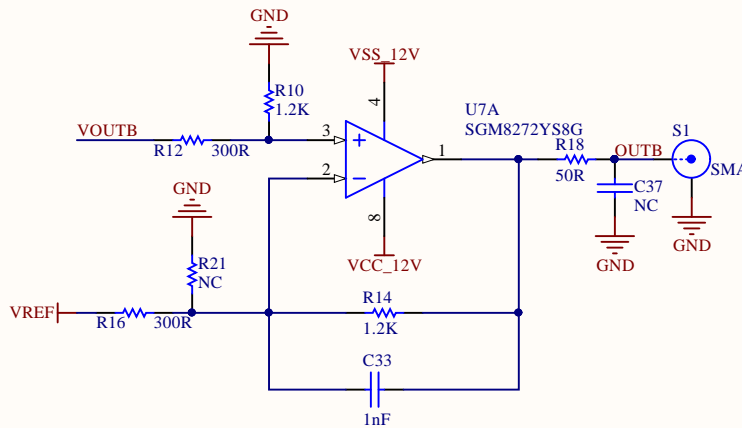 GND
VSS_12V
R10
1.2K
4
U7A
SGM8272YS8G
VOUTB
R12
300R
3
1
R18
50R
OUTB
S1
SMA
2
GND
8
C37
NC
GND
GND
R21
NC
VCC_12V
VREF
R16
300R
R14
1.2K
C33
1nF